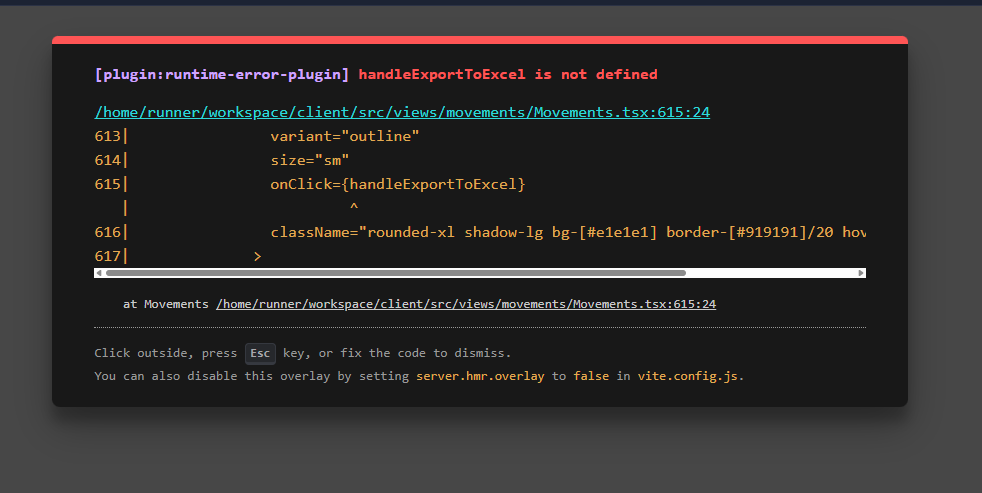 [plugin:runtime-error-plugin] handleExportToExcel is not defined
/home/runner/workspace/client/src/views/movements/Movements.tsx:615:24
613|                 variant="outline"
614|                 size="sm"
615|                 onClick={handleExportToExcel}
   |                          ^
616|                 className="rounded-xl shadow-lg bg-[#e1e1e1] border-[#919191]/20 hov
617|               >
at Movements /home/runner/workspace/client/src/views/movements/Movements.tsx:615:24
Click outside, press Esc key, or fix the code to dismiss.
You can also disable this overlay by setting server.hmr.overlay to false in vite.config.js.